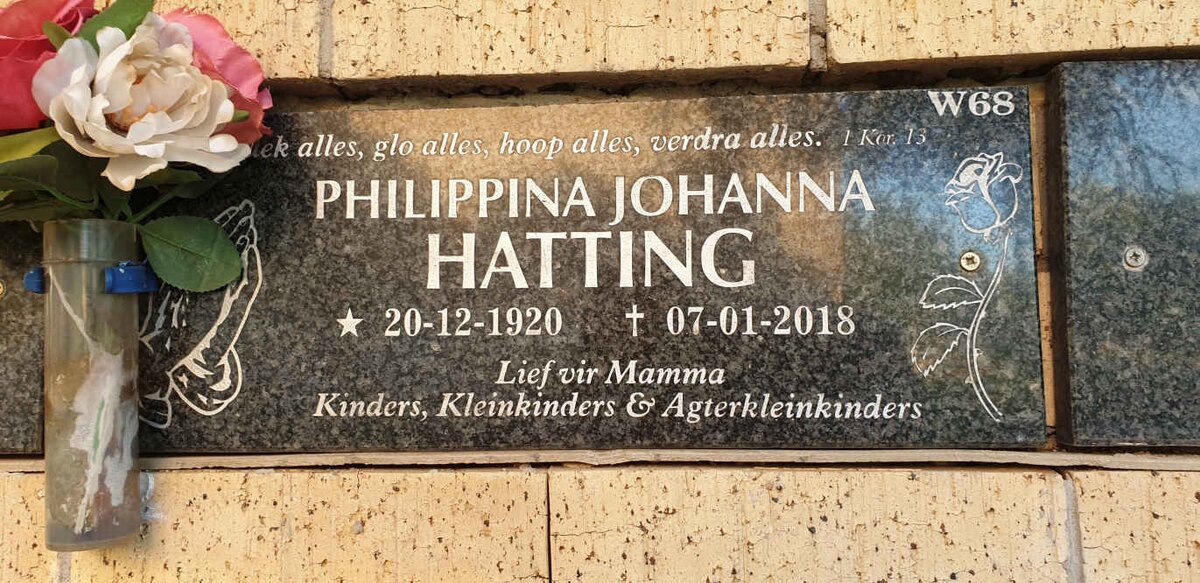 W68
alles, glo alles, hoop alles, verdra alles. 1 Kor. 13
PHILIPPINA JOHANNA
HATTING
★ 20-12-1920 † 07-01-2018
Lief vir Mamma
Kinders, Kleinkinders & Agterkleinkinders